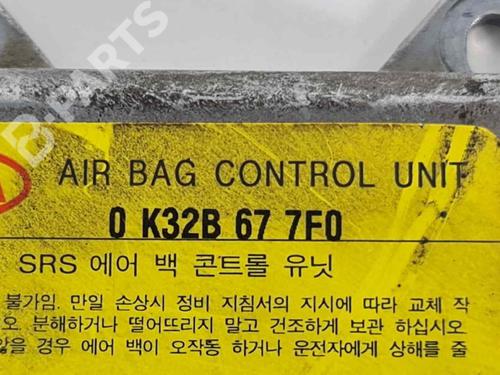 B-PARTS
AIR BAG CONTROL UNIT
0 K32B 67 7F0
SRS 에어 백 콘트롤 유닛
불가임. 만일 손상시 정비 지침서의 지시에 따라 교체 작
오. 분해하거나 떨어뜨리지 말고 건조하게 보관 하십시오
않을 경우 에어 백이 오작동 하거나 운전자에게 상해를 줄